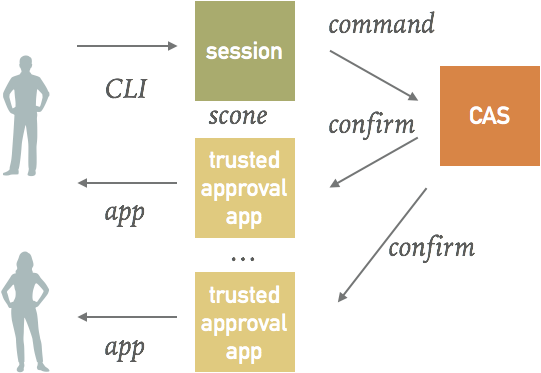 session
command
CLI
CAS
scone
confirm
trusted
approval
app
app
...
confirm
trusted
approval
app
app